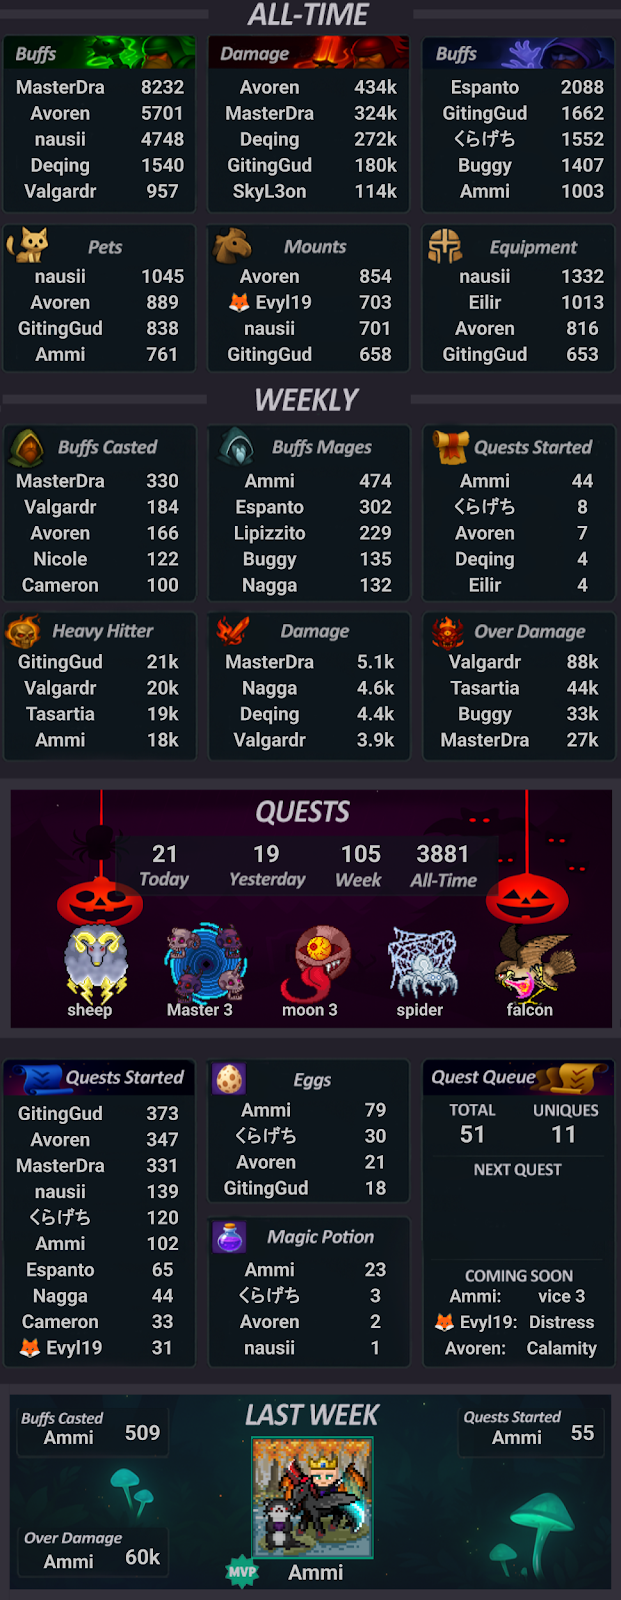 ALL-TIME
Buffs
MasterDra 8232
Avoren 5701
nausii 4748
Deqing 1540
Valgardr 957
Damage
Avoren 434k
MasterDra 324k
Deqing 272k
GitingGud 180k
SkyL3on 114k
Buffs
Espanto 2088
GitingGud 1662
くらげち 1552
Buggy 1407
Ammi 1003
Pets
nausii 1045
Avoren 889
GitingGud 838
Ammi 761
Mounts
Avoren 854
🦊 Evyl19 703
nausii 701
GitingGud 658
Equipment
nausii 1332
Eilir 1013
Avoren 816
GitingGud 653
WEEKLY
Buffs Casted
MasterDra 330
Valgardr 184
Avoren 166
Nicole 122
Cameron 100
Buffs Mages
Ammi 474
Espanto 302
Lipizzito 229
Buggy 135
Nagga 132
Quests Started
Ammi 44
くらげち 8
Avoren 7
Deqing 4
Eilir 4
Heavy Hitter
GitingGud 21k
Valgardr 20k
Tasartia 19k
Ammi 18k
Damage
MasterDra 5.1k
Nagga 4.6k
Deqing 4.4k
Valgardr 3.9k
Over Damage
Valgardr 88k
Tasartia 44k
Buggy 33k
MasterDra 27k
QUESTS
21 19 105 3881
Today Yesterday Week All-Time
sheep Master 3 moon 3 spider falcon
Quests Started
GitingGud 373
Avoren 347
MasterDra 331
nausii 139
くらげち 120
Ammi 102
Espanto 65
Nagga 44
Cameron 33
🦊 Evyl19 31
Eggs
Ammi 79
くらげち 30
Avoren 21
GitingGud 18
Magic Potion
Ammi 23
くらげち 3
Avoren 2
nausii 1
Quest Queue
TOTAL UNIQUES
51 11
NEXT QUEST
COMING SOON
Ammi: vice 3
🦊 Evyl19: Distress
Avoren: Calamity
LAST WEEK
Buffs Casted
Ammi 509
Quests Started
Ammi 55
Over Damage
Ammi 60k
MVP
Ammi